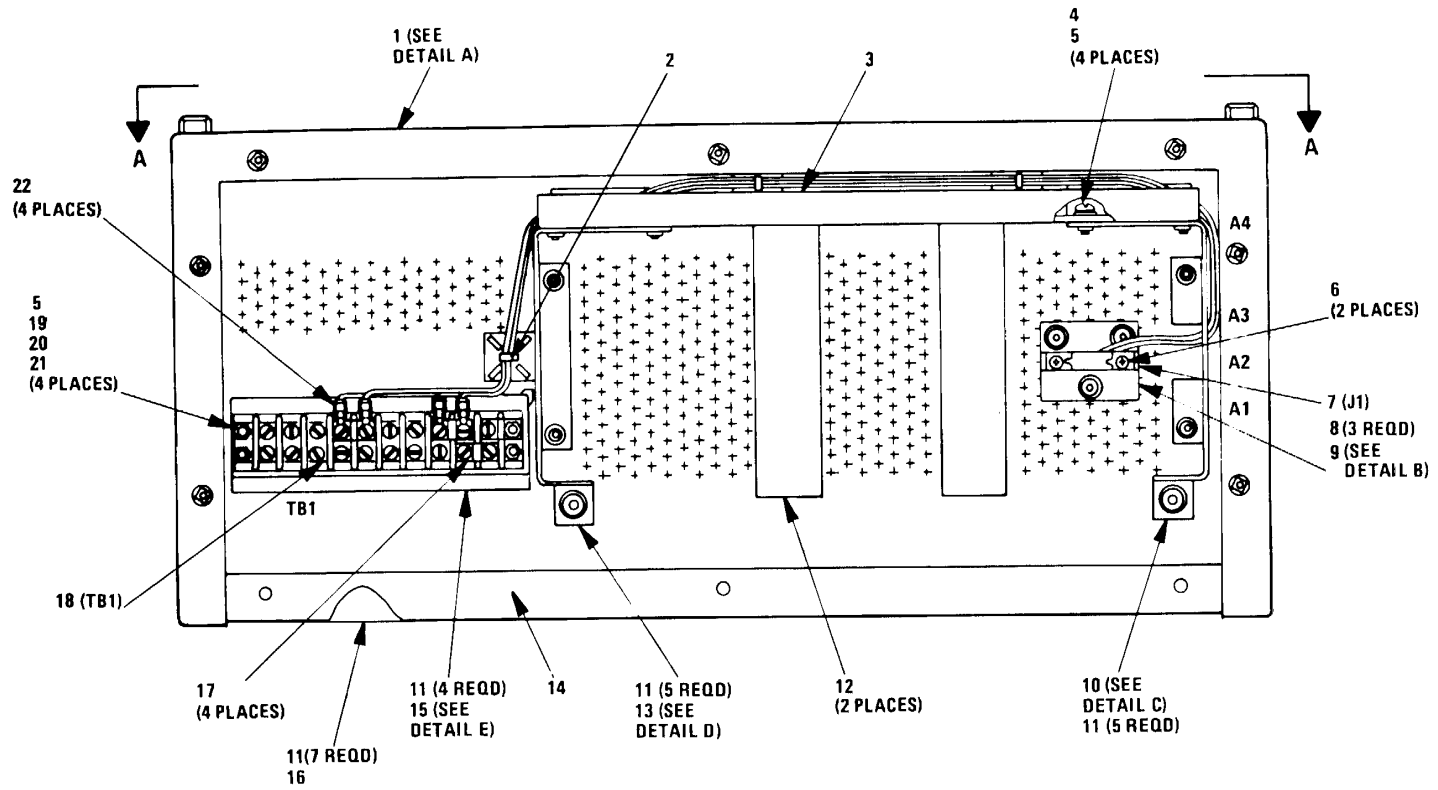 1 (SEE
DETAIL A)
2
3
4
5
(4 PLACES)
A
A
22
(4 PLACES)
A4
5
19
20
21
(4 PLACES)
6
(2 PLACES)
A3
A2
A1
7 (J1)
8 (3 REQD)
9 (SEE
DETAIL B)
TB1
18 (TB1)
17
(4 PLACES)
11 (4 REQD)
15 (SEE
DETAIL E)
14
11 (5 REQD)
13 (SEE
DETAIL D)
12
(2 PLACES)
10 (SEE
DETAIL C)
11 (5 REQD)
11(7 REQD)
16